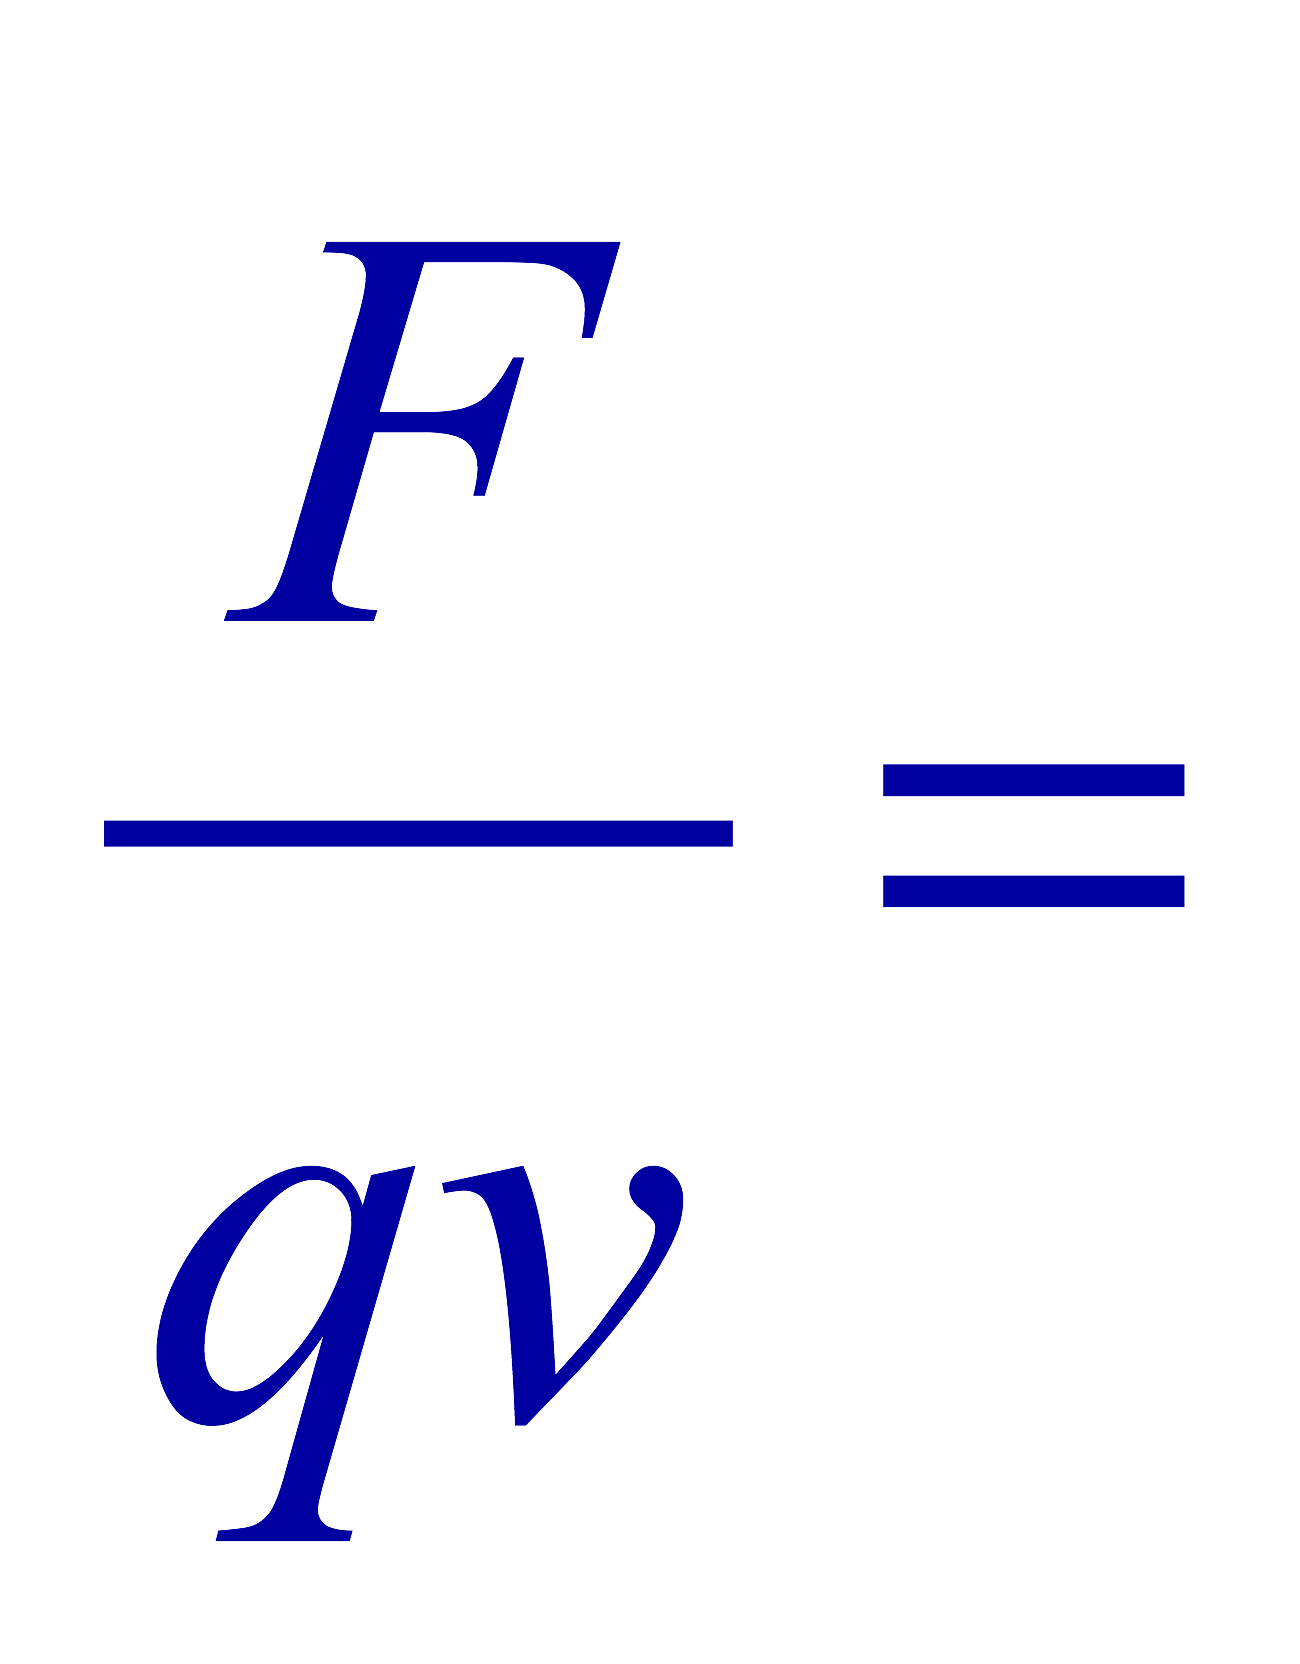 F
qv =